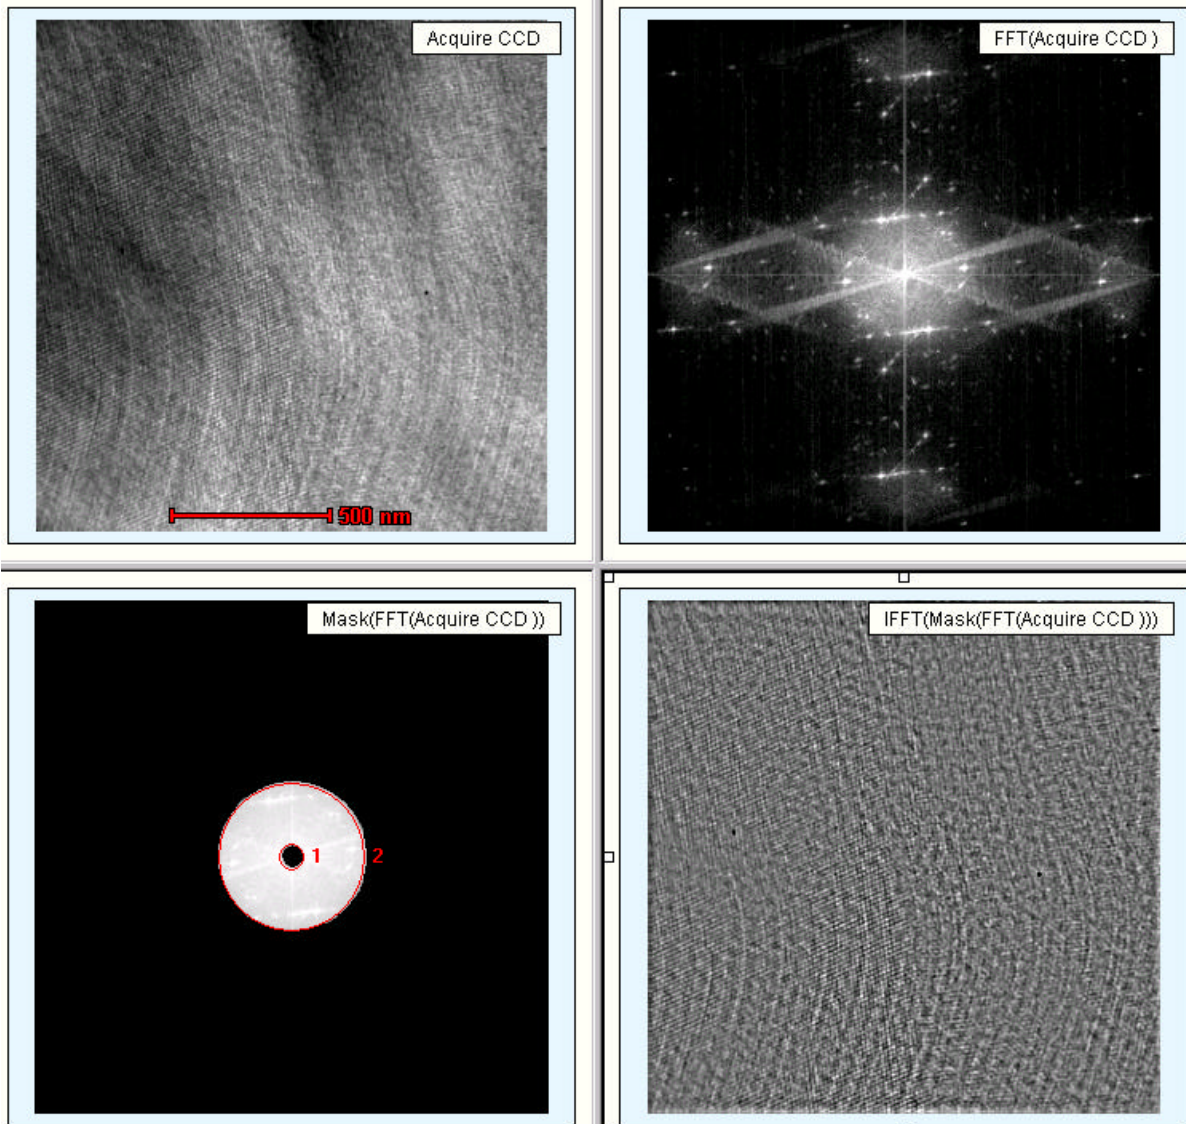 Acquire CCD
FFT(Acquire CCD )
500 nm
Mask(FFT(Acquire CCD ))
IFFT(Mask(FFT(Acquire CCD )))
1
2